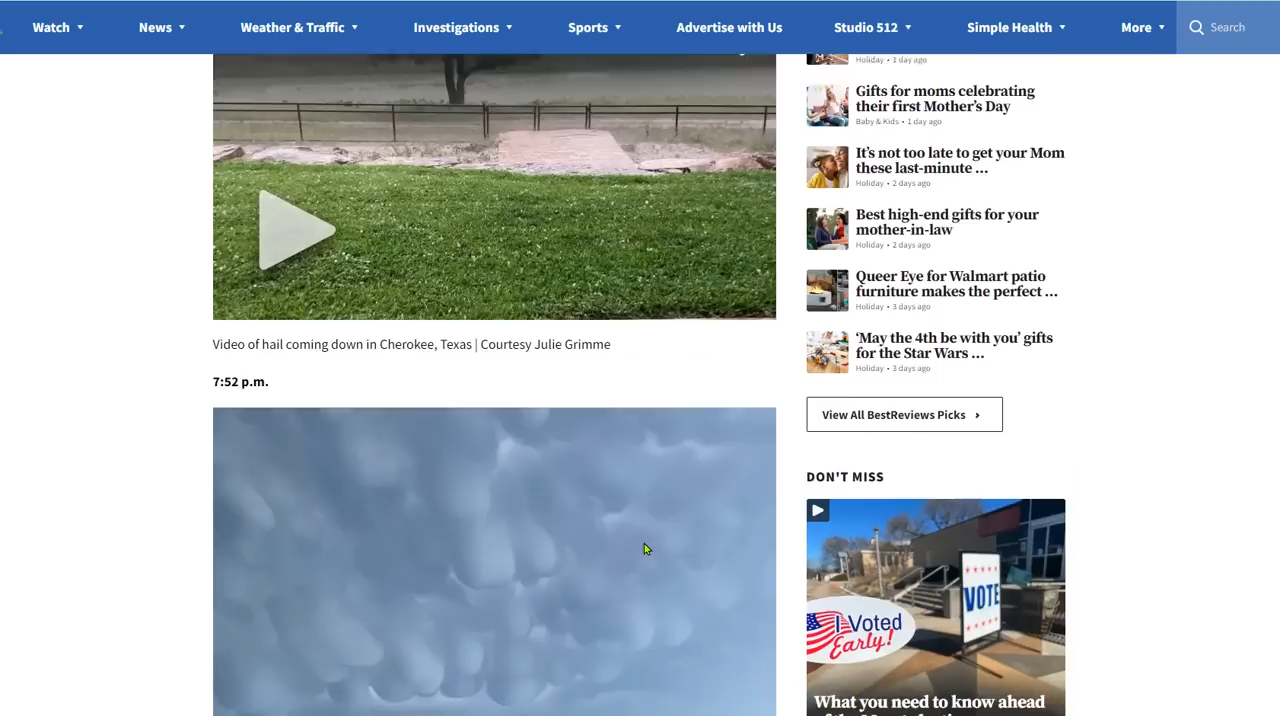 Watch
News
Weather & Traffic
Investigations
Sports
Advertise with Us
Studio 512
Simple Health
More
Search
Video of hail coming down in Cherokee, Texas | Courtesy Julie Grimme
7:52 p.m.
Holiday • 1 day ago
Gifts for moms celebrating
their first Mother’s Day
Baby & Kids • 1 day ago
It’s not too late to get your Mom
these last-minute ...
Holiday • 2 days ago
Best high-end gifts for your
mother-in-law
Holiday • 2 days ago
Queer Eye for Walmart patio
furniture makes the perfect ...
Holiday • 3 days ago
‘May the 4th be with you’ gifts
for the Star Wars ...
Holiday • 3 days ago
View All BestReviews Picks ›
DON'T MISS
VOTE
I Voted
Early!
What you need to know ahead